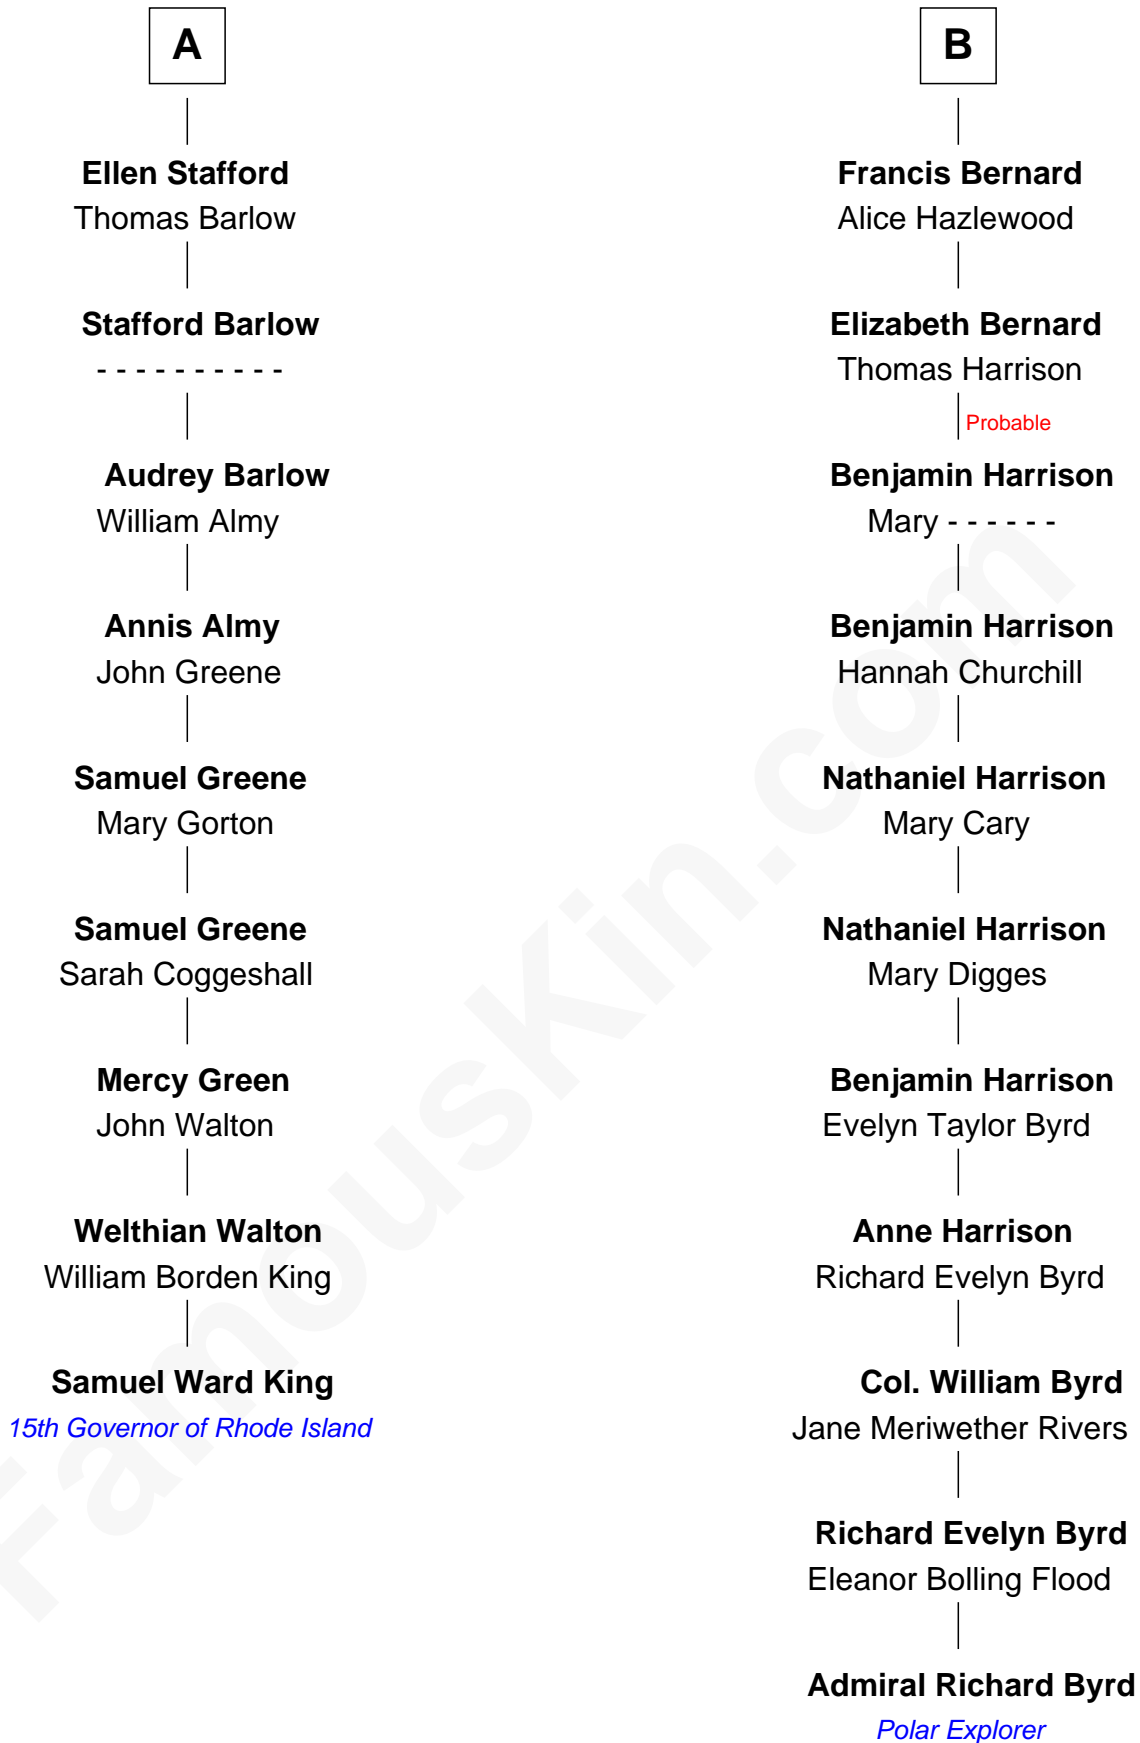 A
Ellen Stafford
Thomas Barlow
Stafford Barlow
- - - - - - - - - -
Audrey Barlow
William Almy
Annis Almy
John Greene
Samuel Greene
Mary Gorton
Samuel Greene
Sarah Coggeshall
Mercy Green
John Walton
Welthian Walton
William Borden King
Samuel Ward King
15th Governor of Rhode Island
B
Francis Bernard
Alice Hazlewood
Elizabeth Bernard
Thomas Harrison
Probable
Benjamin Harrison
Mary - - - - - -
Benjamin Harrison
Hannah Churchill
Nathaniel Harrison
Mary Cary
Nathaniel Harrison
Mary Digges
Benjamin Harrison
Evelyn Taylor Byrd
Anne Harrison
Richard Evelyn Byrd
Col. William Byrd
Jane Meriwether Rivers
Richard Evelyn Byrd
Eleanor Bolling Flood
Admiral Richard Byrd
Polar Explorer
FamousKin.com